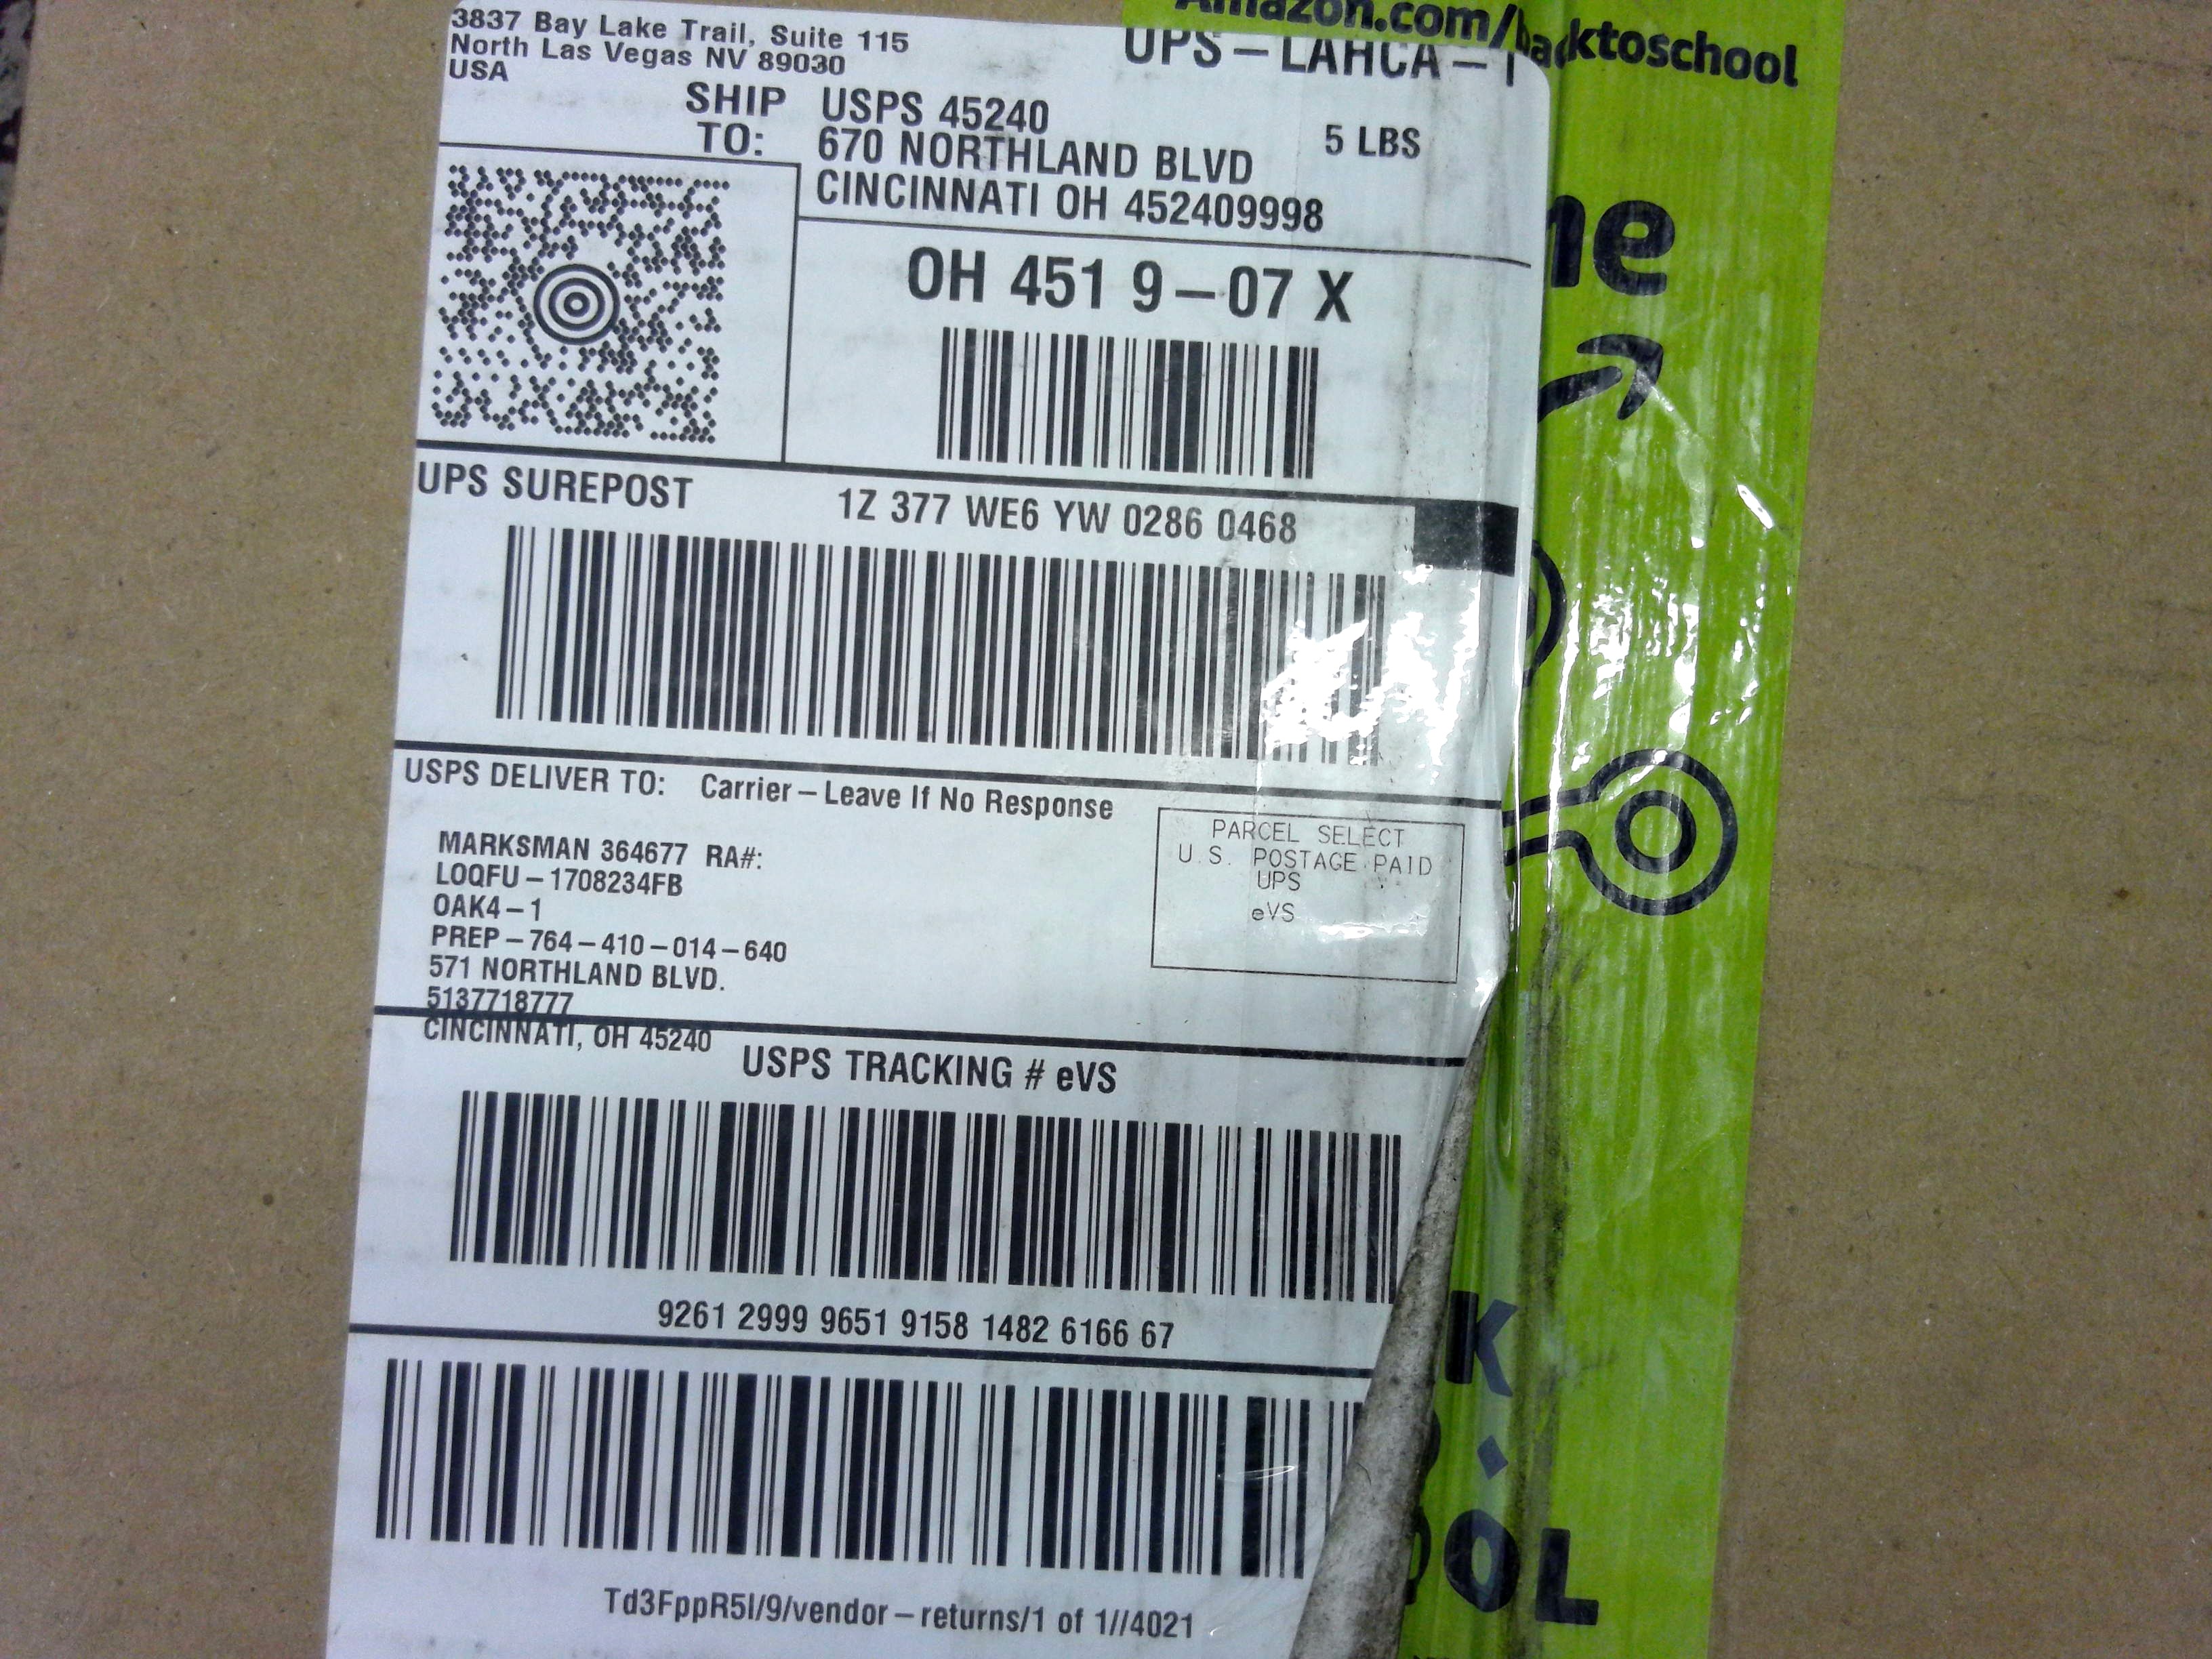 3837 Bay Lake Trail, Suite 115
North Las Vegas NV 89030
USA
Amazon.com/backtoschool
UPS – LAHCA –
SHIP TO: USPS 45240
670 NORTHLAND BLVD
CINCINNATI OH 452409998
5 LBS
OH 451 9 – 07 X
UPS SUREPOST
1Z 377 WE6 YW 0286 0468
USPS DELIVER TO: Carrier – Leave If No Response
MARKSMAN 364677 RA#:
LOQFU – 1708234FB
OAK4 – 1
PREP – 764 – 410 – 014 – 640
571 NORTHLAND BLVD.
5137718777
CINCINNATI, OH 45240
PARCEL SELECT
U.S. POSTAGE PAID
UPS
eVS
USPS TRACKING # eVS
9261 2999 9651 9158 1482 6166 67
Td3FppR5I/9/vendor – returns/1 of 1//4021